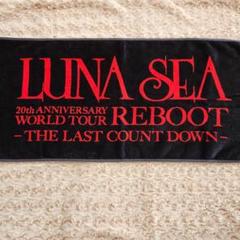 LUNA SEA
20th ANNIVERSARY
WORLD TOUR REBOOT
-THE LAST COUNT DOWN-